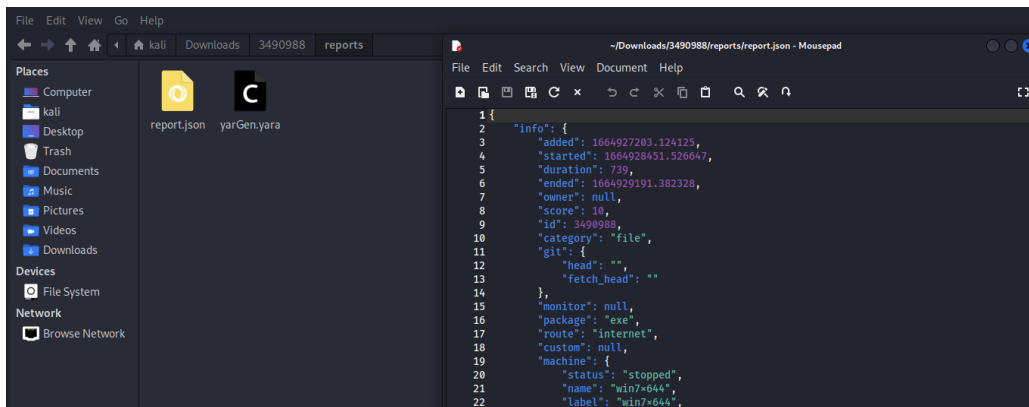 File Edit View Go Help
kali Downloads 3490988 reports
Places
Computer
kali
Desktop
Trash
Documents
Music
Pictures
Videos
Downloads
Devices
File System
Network
Browse Network
report.json yarGen.yara
C
~/Downloads/3490988/reports/report.json - Mousepad
File Edit Search View Document Help
1 {
2 "info": {
3 "added": 1664927203.124125,
4 "started": 1664928451.526647,
5 "duration": 739,
6 "ended": 1664929191.382328,
7 "owner": null,
8 "score": 10,
9 "id": 3490988,
10 "category": "file",
11 "git": {
12 "head": "",
13 "fetch_head": ""
14 },
15 "monitor": null,
16 "package": "exe",
17 "route": "internet",
18 "custom": null,
19 "machine": {
20 "status": "stopped",
21 "name": "win7×644",
22 "label": "win7×644",